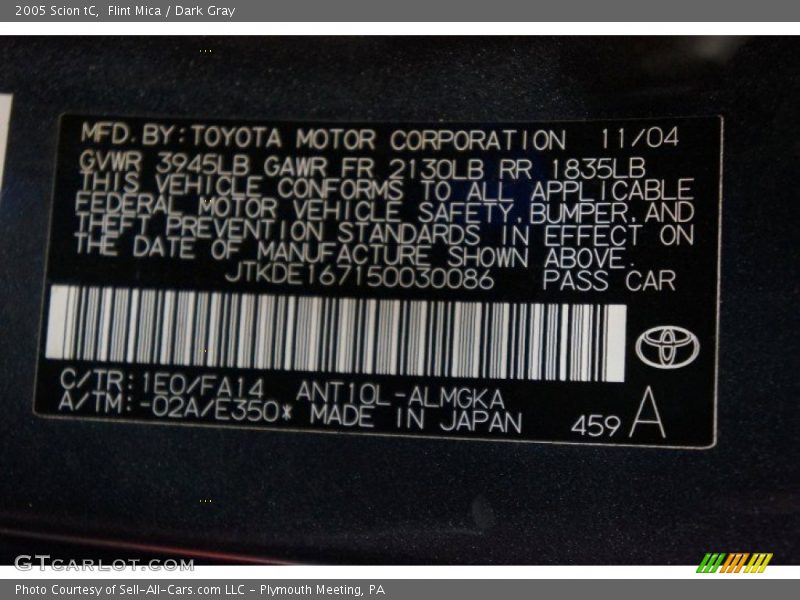 2005 Scion tC, Flint Mica / Dark Gray
MFD. BY: TOYOTA MOTOR CORPORATION 11/04
GVWR 3945LB GAWR FR 2130LB RR 1835LB
THIS VEHICLE CONFORMS TO ALL APPLICABLE
FEDERAL MOTOR VEHICLE SAFETY, BUMPER, AND
THEFT PREVENTION STANDARDS IN EFFECT ON
THE DATE OF MANUFACTURE SHOWN ABOVE.
JTKDE167150030086 PASS CAR
C/TR: 1E0/FA14 ANT10L-ALMGKA
A/TM: -02A/E350* MADE IN JAPAN 459 A
GTcarlot.com
Photo Courtesy of Sell-All-Cars.com LLC - Plymouth Meeting, PA